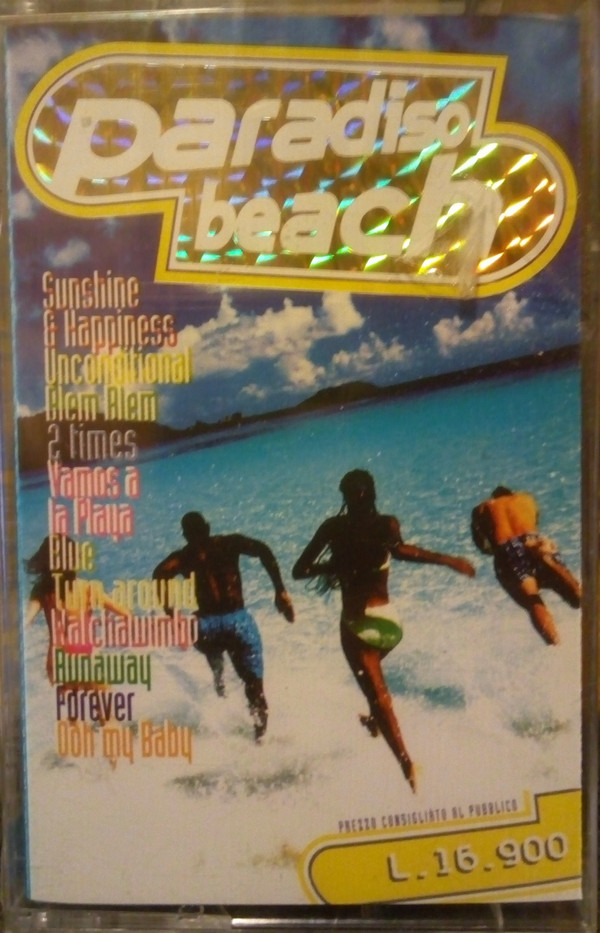 paradiso
beach
Sunshine
& Happiness
Unconditional
Blem Blem
2 times
Vamos a
la Playa
Blue
Turn around
Watchawimbo
Runaway
Forever
Ooh my Baby
PREZZO CONSIGLIATO AL PUBBLICO
L.16.900